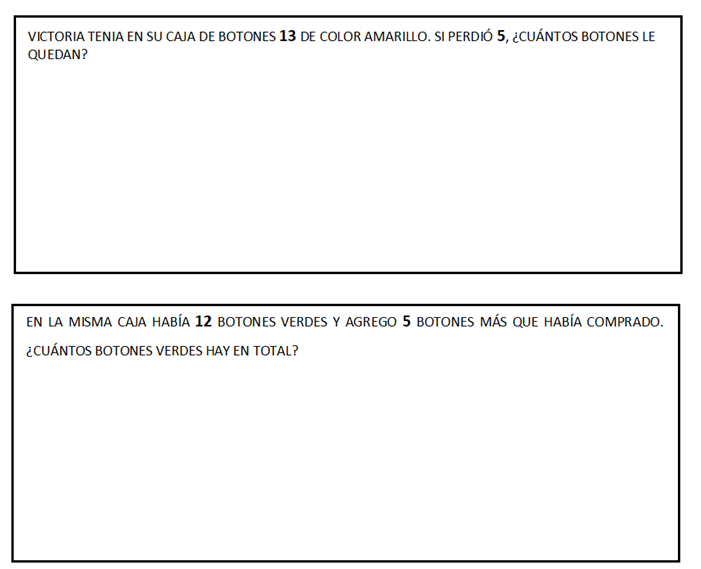 VICTORIA TENIA EN SU CAJA DE BOTONES 13 DE COLOR AMARILLO. SI PERDIÓ 5, ¿CUÁNTOS BOTONES LE
QUEDAN?
EN LA MISMA CAJA HABÍA 12 BOTONES VERDES Y AGREGO 5 BOTONES MÁS QUE HABÍA COMPRADO.
¿CUÁNTOS BOTONES VERDES HAY EN TOTAL?